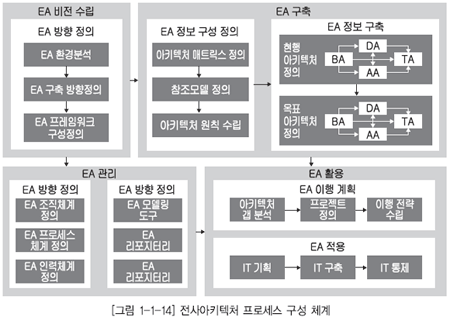 EA 비전 수립
EA 방향 정의
EA 환경분석
EA 구축 방향정의
EA 프레임워크
구성정의
EA 정보 구성 정의
아키텍처 매트릭스 정의
참조모델 정의
아키텍처 원칙 수립
EA 구축
EA 정보 구축
현행
아키텍처
정의
BA
DA
AA
TA
목표
아키텍처
정의
BA
DA
AA
TA
EA 관리
EA 방향 정의
EA 조직체계
정의
EA 프로세스
체계 정의
EA 인력체계
정의
EA 방향 정의
EA 모델링
도구
EA
리포지터리
EA
리포지터리
EA 활용
EA 이행 계획
아키텍처
갭 분석
프로젝트
정의
이행 전략
수립
EA 적용
IT 기획
IT 구축
IT 통제
[그림 1-1-14] 전사아키텍처 프로세스 구성 체계